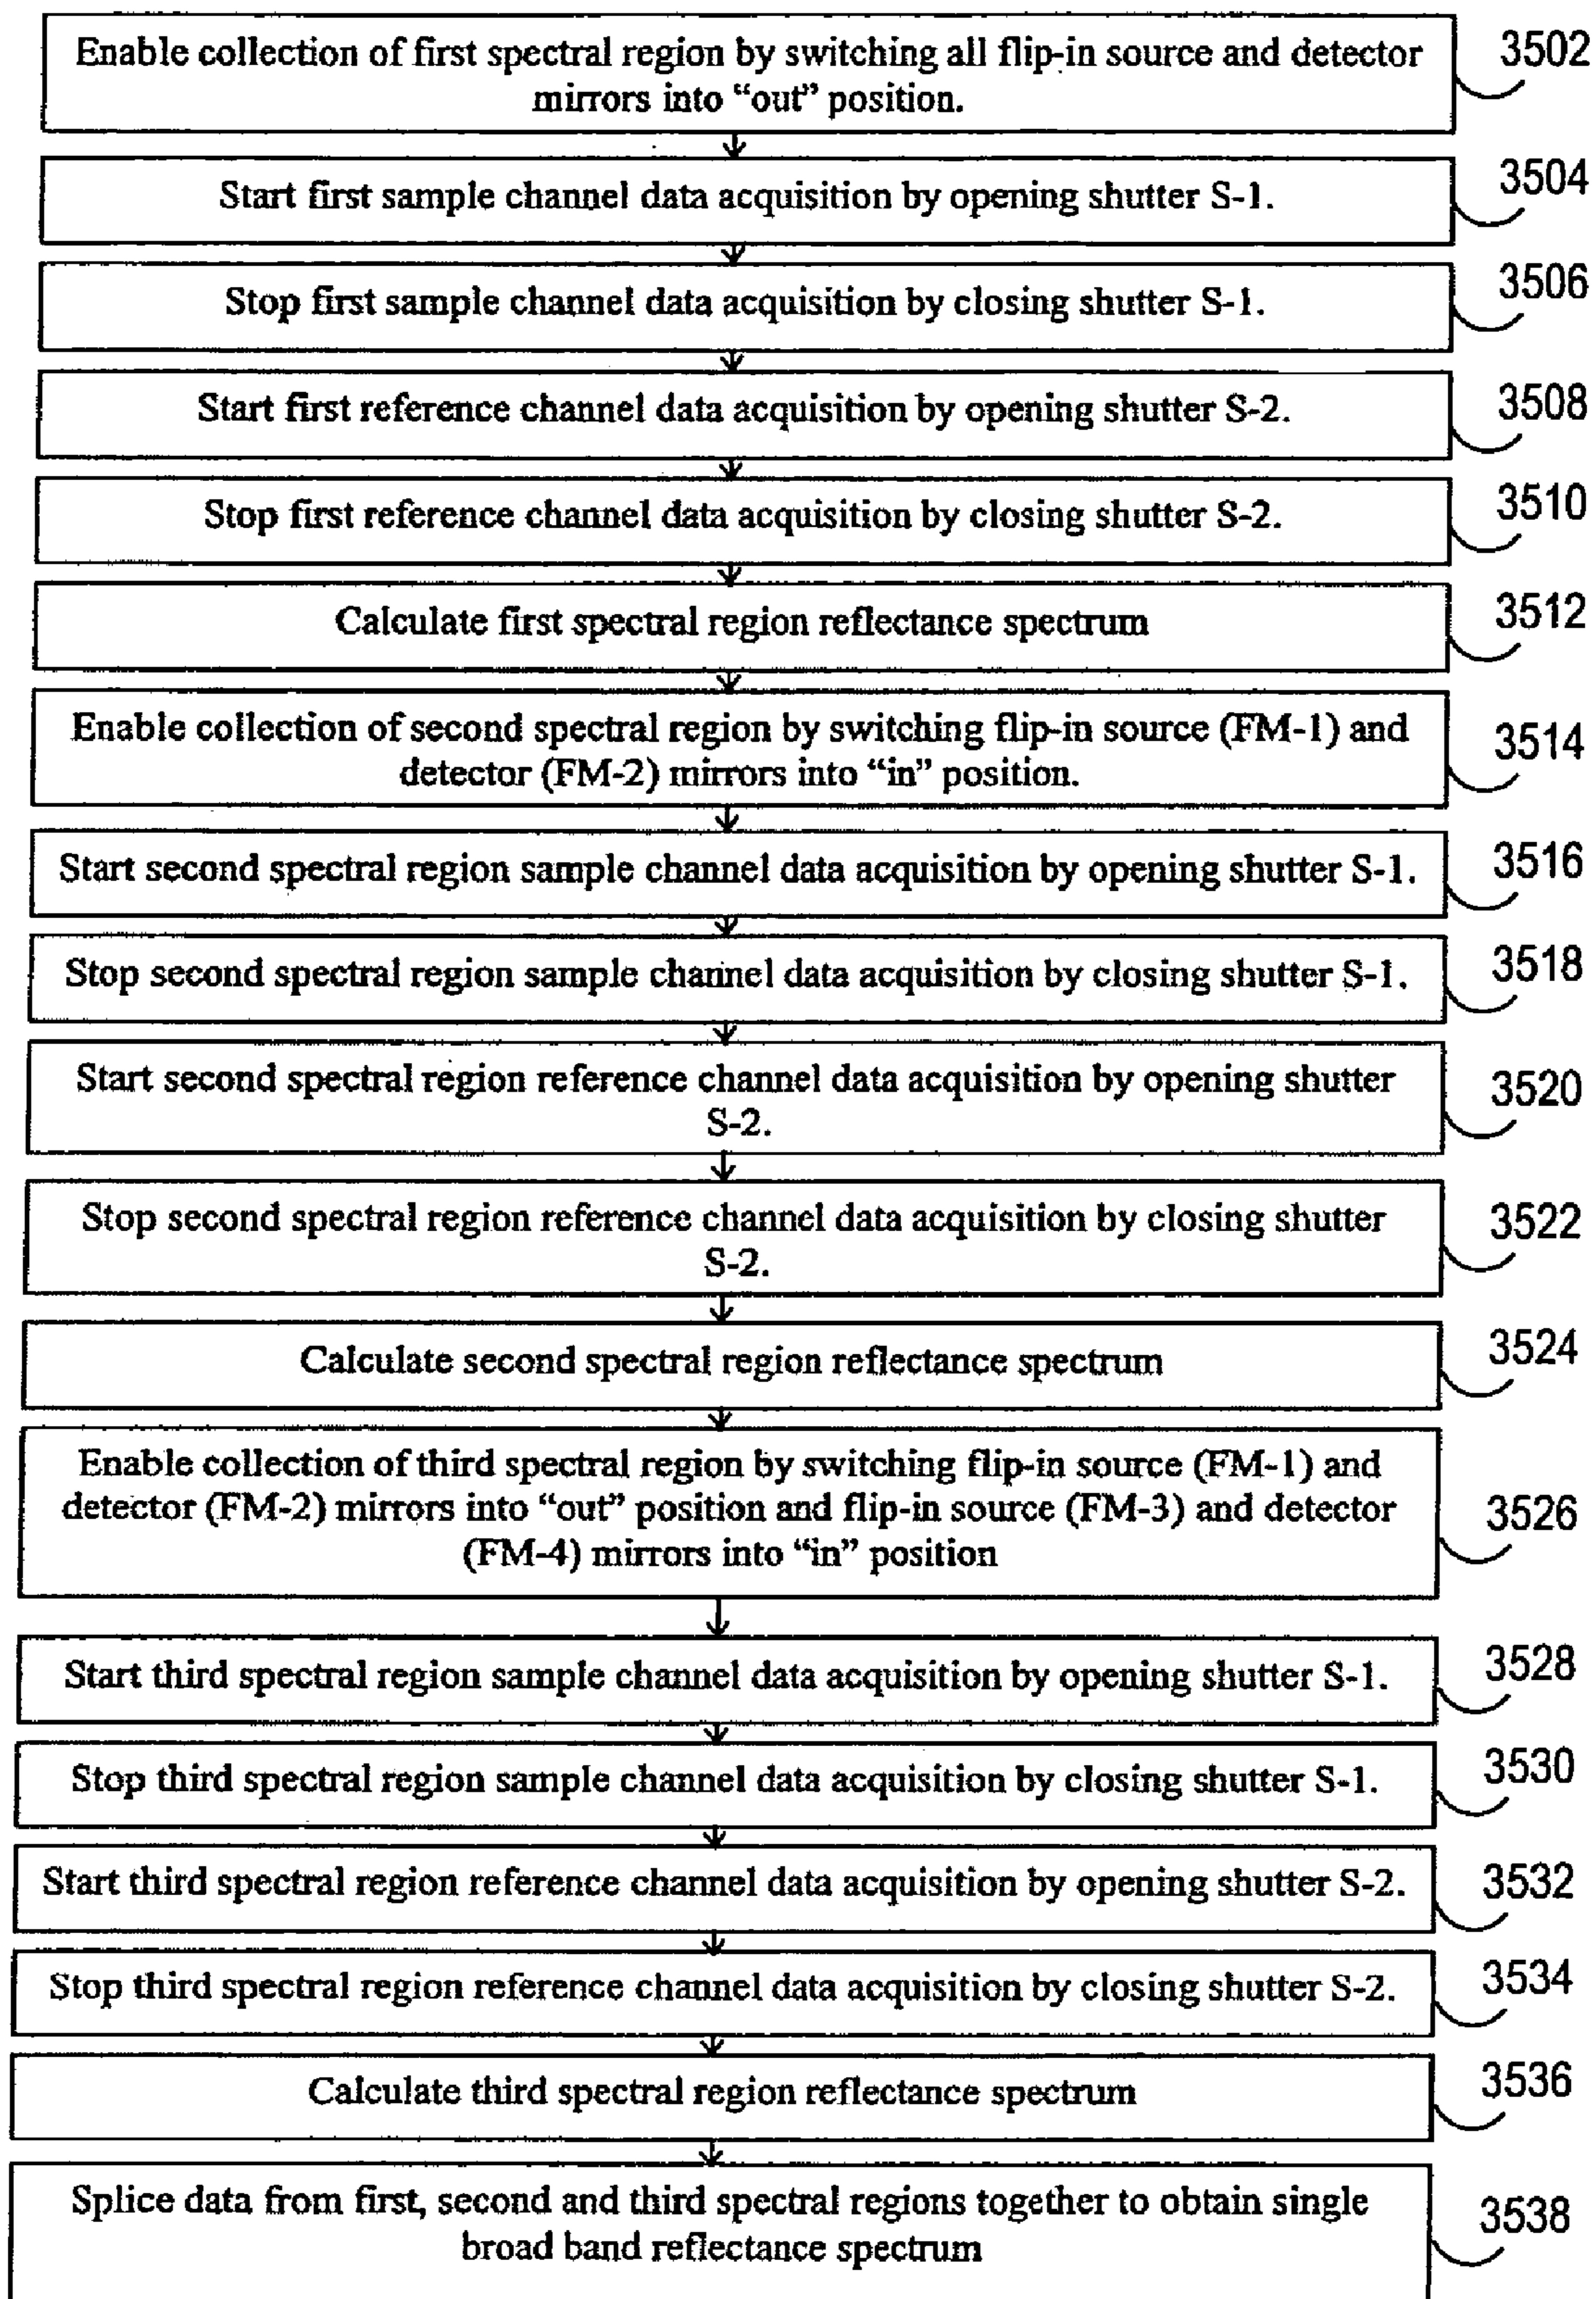 Enable collection of first spectral region by switching all flip-in source and detector
mirrors into “out” position.
3502
Start first sample channel data acquisition by opening shutter S-1.
3504
Stop first sample channel data acquisition by closing shutter S-1.
3506
Start first reference channel data acquisition by opening shutter S-2.
3508
Stop first reference channel data acquisition by closing shutter S-2.
3510
Calculate first spectral region reflectance spectrum
3512
Enable collection of second spectral region by switching flip-in source (FM-1) and
detector (FM-2) mirrors into “in” position.
3514
Start second spectral region sample channel data acquisition by opening shutter S-1.
3516
Stop second spectral region sample channel data acquisition by closing shutter S-1.
3518
Start second spectral region reference channel data acquisition by opening shutter
S-2.
3520
Stop second spectral region reference channel data acquisition by closing shutter
S-2.
3522
Calculate second spectral region reflectance spectrum
3524
Enable collection of third spectral region by switching flip-in source (FM-1) and
detector (FM-2) mirrors into “out” position and flip-in source (FM-3) and detector
(FM-4) mirrors into “in” position
3526
Start third spectral region sample channel data acquisition by opening shutter S-1.
3528
Stop third spectral region sample channel data acquisition by closing shutter S-1.
3530
Start third spectral region reference channel data acquisition by opening shutter S-2.
3532
Stop third spectral region reference channel data acquisition by closing shutter S-2.
3534
Calculate third spectral region reflectance spectrum
3536
Splice data from first, second and third spectral regions together to obtain single
broad band reflectance spectrum
3538